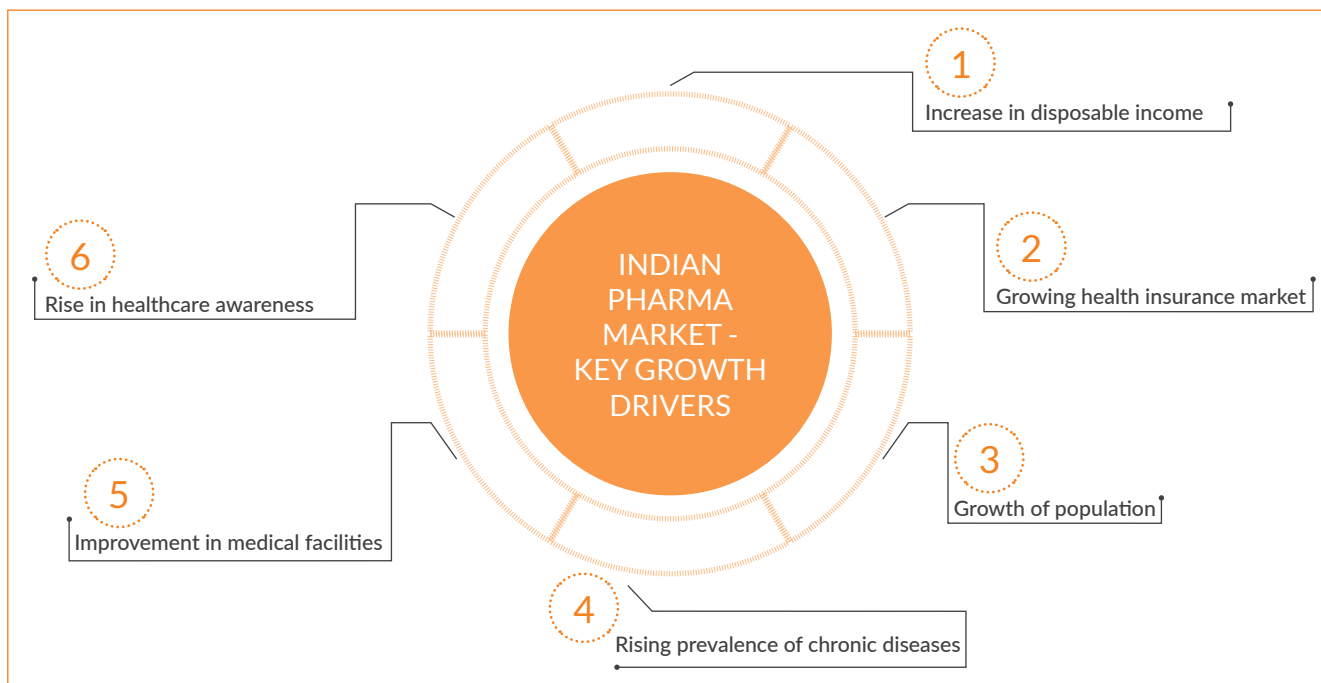 INDIAN
PHARMA
MARKET -
KEY GROWTH
DRIVERS
1
Increase in disposable income
2
Growing health insurance market
3
Growth of population
4
Rising prevalence of chronic diseases
5
Improvement in medical facilities
6
Rise in healthcare awareness